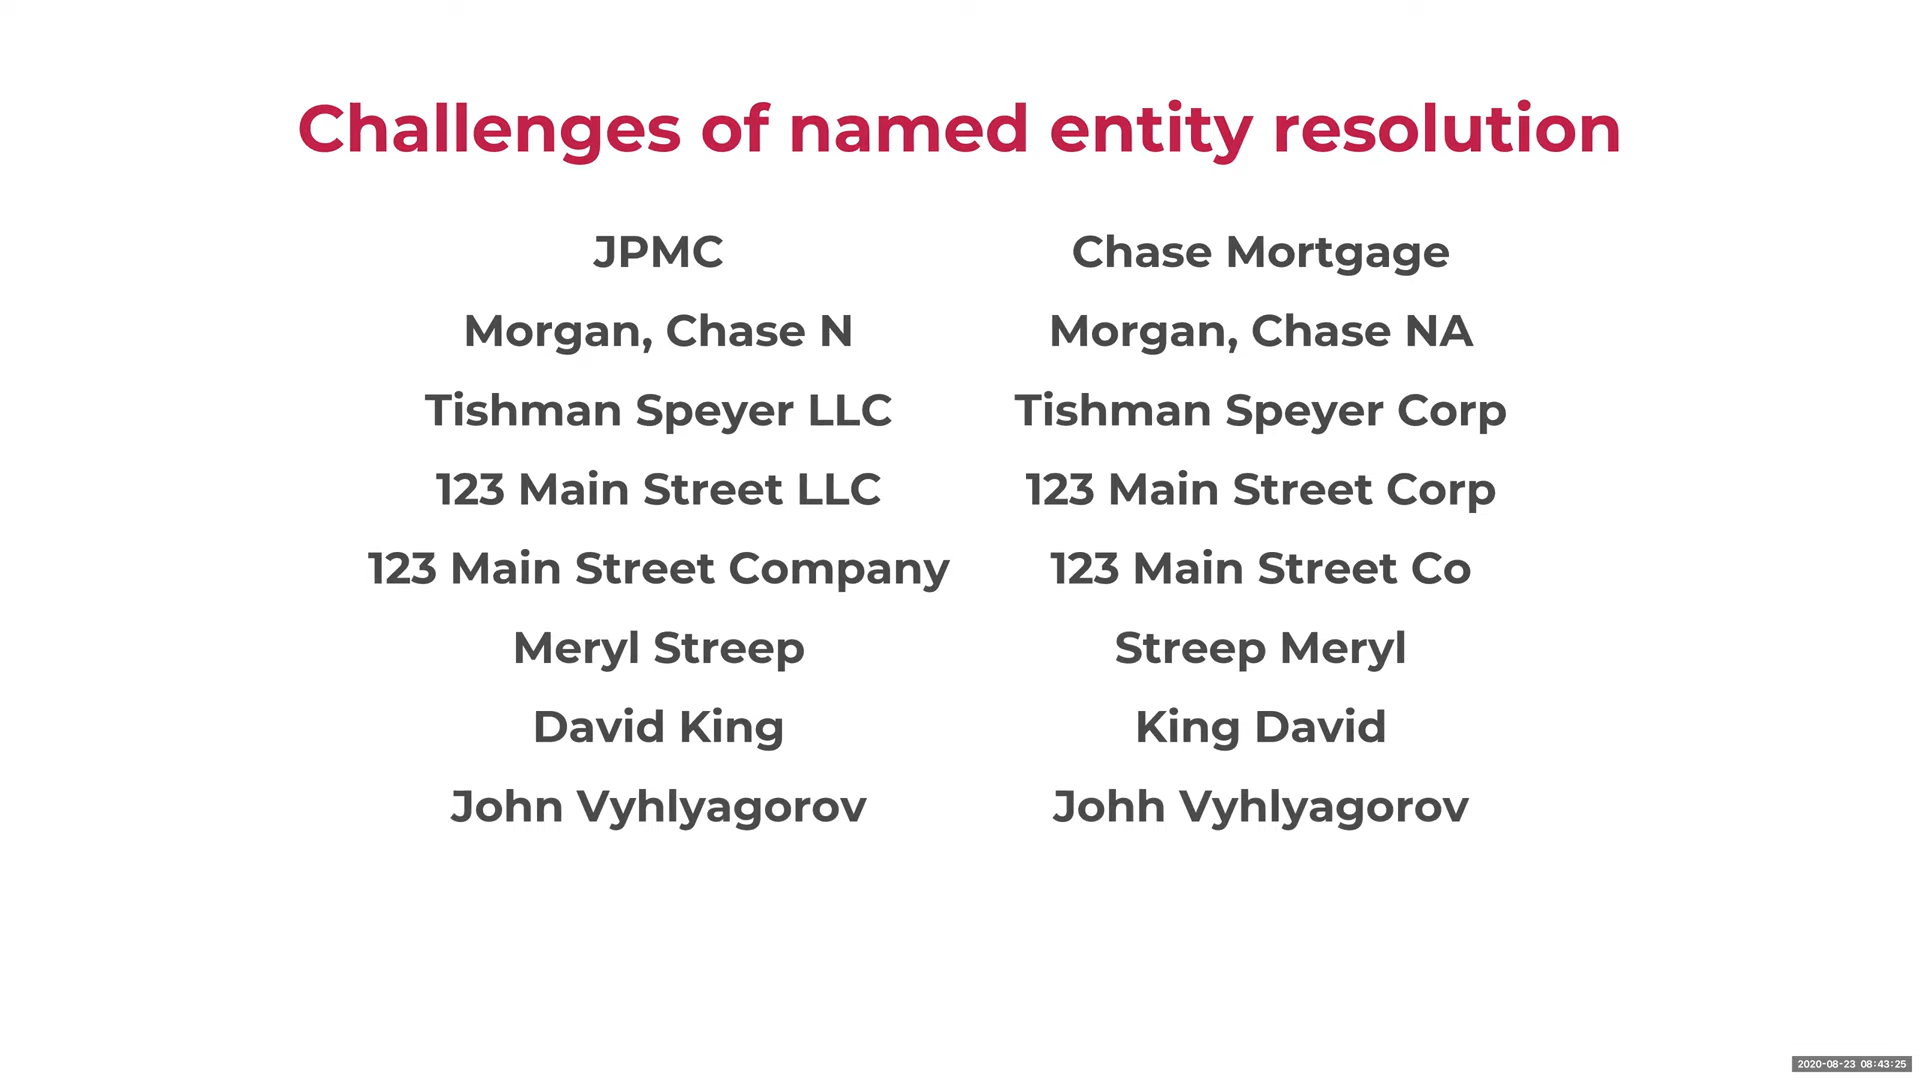 Challenges of named entity resolution
JPMC Chase Mortgage
Morgan, Chase N Morgan, Chase NA
Tishman Speyer LLC Tishman Speyer Corp
123 Main Street LLC 123 Main Street Corp
123 Main Street Company 123 Main Street Co
Meryl Streep Streep Meryl
David King King David
John Vyhlyagorov Johh Vyhlyagorov
2020-08-23 08:43:25